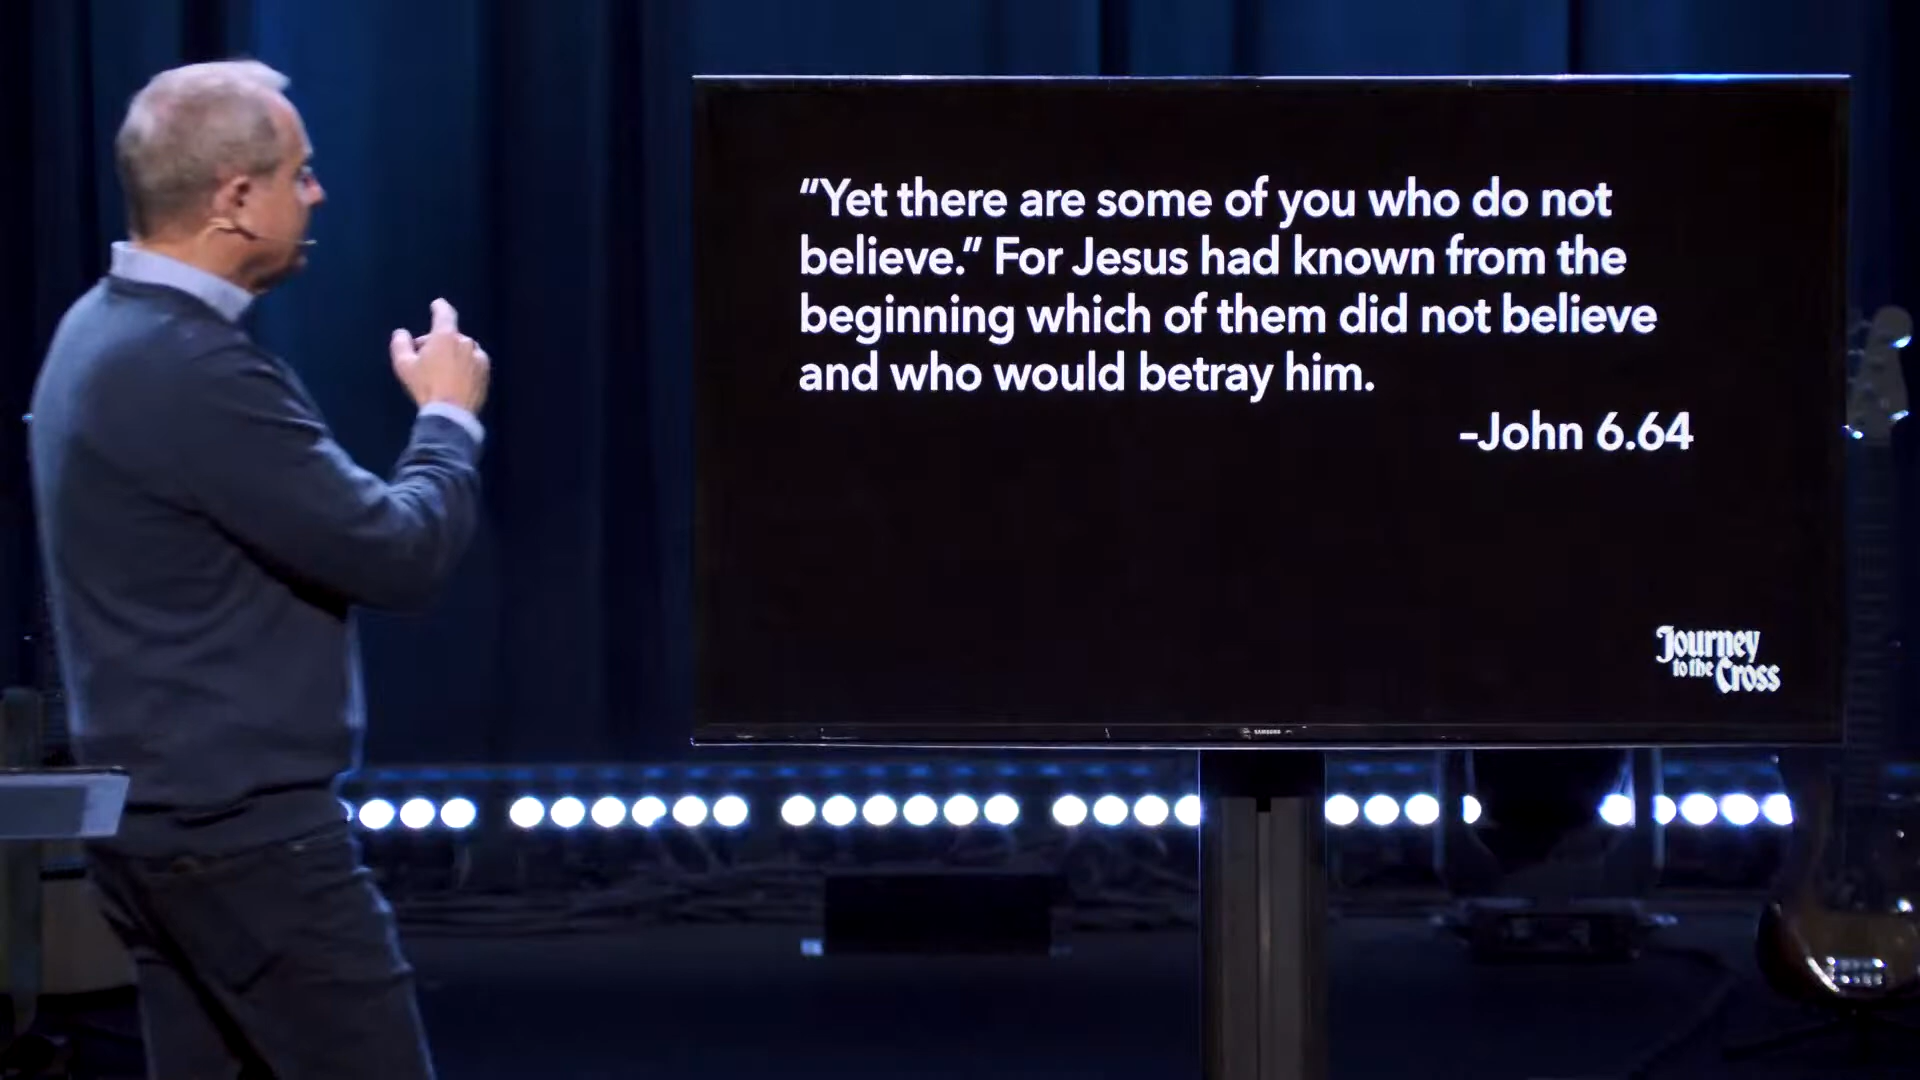 “Yet there are some of you who do not
believe.” For Jesus had known from the
beginning which of them did not believe
and who would betray him.
-John 6.64
Journey
to the Cross
SAMSUNG